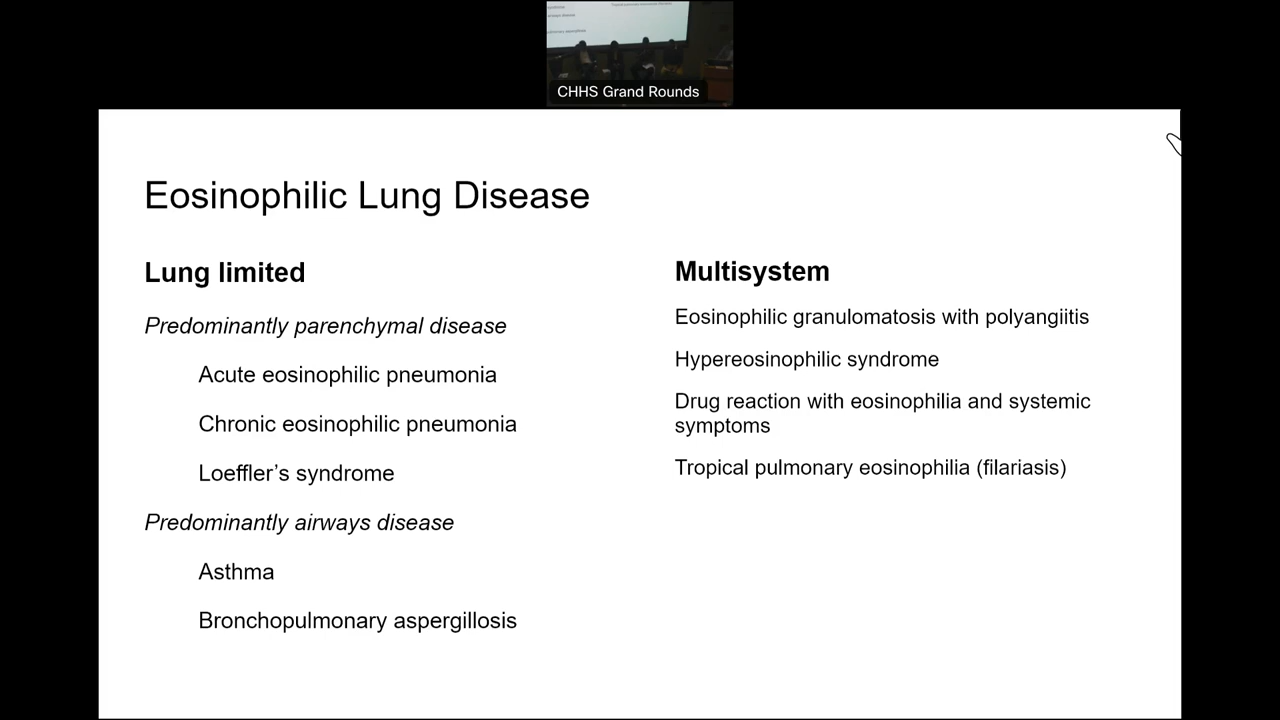 CHHS Grand Rounds
Eosinophilic Lung Disease
Lung limited
Predominantly parenchymal disease
Acute eosinophilic pneumonia
Chronic eosinophilic pneumonia
Loeffler’s syndrome
Predominantly airways disease
Asthma
Bronchopulmonary aspergillosis
Multisystem
Eosinophilic granulomatosis with polyangiitis
Hypereosinophilic syndrome
Drug reaction with eosinophilia and systemic
symptoms
Tropical pulmonary eosinophilia (filariasis)